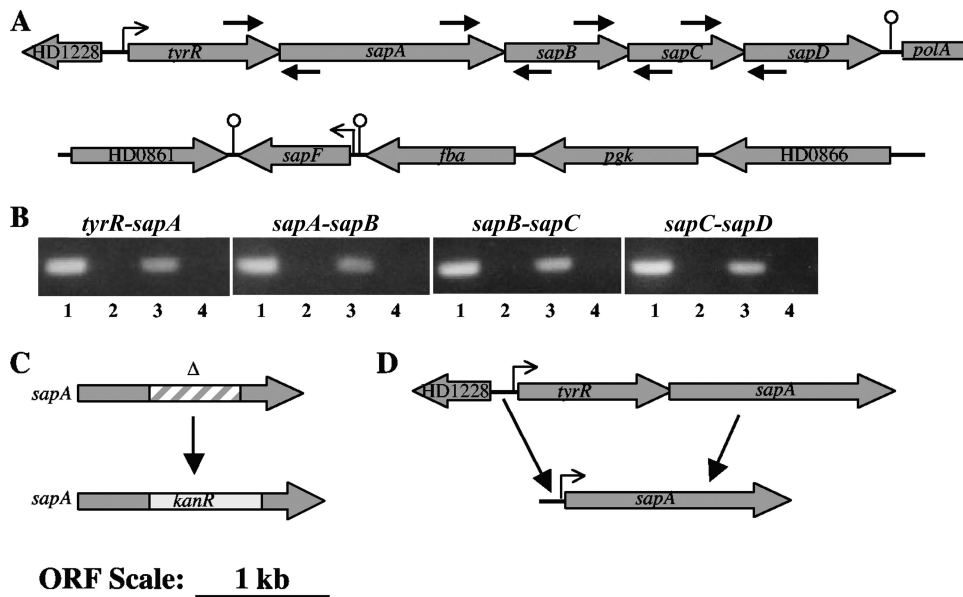 A
HD1228 tyrR sapA sapB sapC sapD polA
HD0861 sapF fba pgk HD0866
B
tyrR-sapA sapA-sapB sapB-sapC sapC-sapD
1 2 3 4 1 2 3 4 1 2 3 4 1 2 3 4
C
Δ
sapA
sapA kanR
D
HD1228 tyrR sapA
sapA
ORF Scale: 1 kb